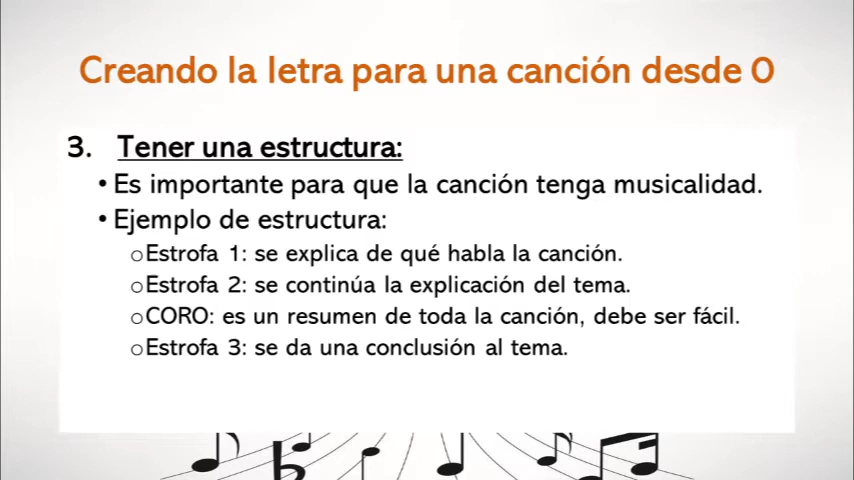 Creando la letra para una canción desde 0
3. Tener una estructura:
• Es importante para que la canción tenga musicalidad.
• Ejemplo de estructura:
○Estrofa 1: se explica de qué habla la canción.
○Estrofa 2: se continúa la explicación del tema.
○CORO: es un resumen de toda la canción, debe ser fácil.
○Estrofa 3: se da una conclusión al tema.